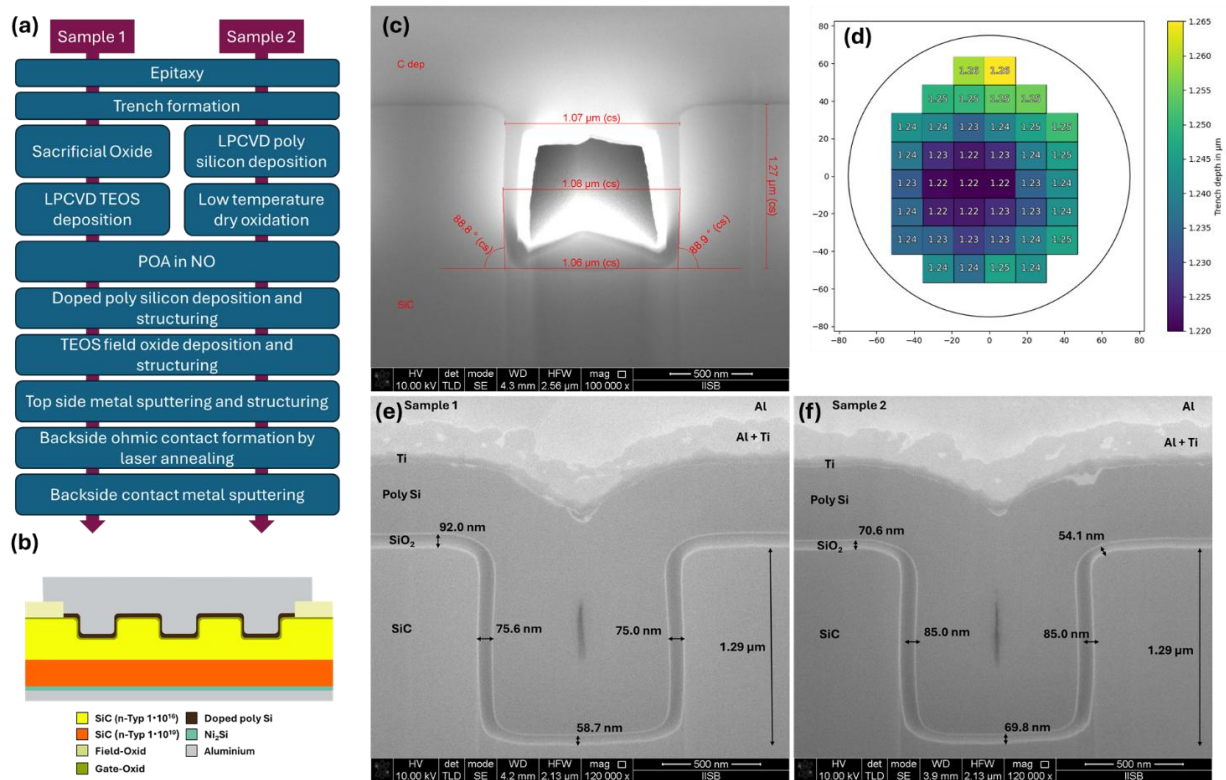 (a)
Sample 1
Sample 2
Epitaxy
Trench formation
Sacrificial Oxide
LPCVD poly
silicon deposition
LPCVD TEOS
deposition
Low temperature
dry oxidation
POA in NO
Doped poly silicon deposition and
structuring
TEOS field oxide deposition and
structuring
Top side metal sputtering and structuring
Backside ohmic contact formation by
laser annealing
Backside contact metal sputtering
(b)
SiC (n-Typ 1·10¹⁶)
SiC (n-Typ 1·10¹⁹)
Field-Oxid
Gate-Oxid
Doped poly Si
Ni₂Si
Aluminium
(c)
C dep
1.07 µm (cs)
1.27 µm (cs)
1.08 µm (cs)
88.8 ° (cs)
88.9 ° (cs)
1.06 µm (cs)
SiC
HV det mode WD HFW mag □ 500 nm
10.00 kV TLD SE 4.3 mm 2.56 µm 100 000 x IISB
(d)
80
60
40
20
0
−20
−40
−60
−80
1.26 1.26
1.25 1.25 1.25 1.25
1.24 1.24 1.23 1.24 1.25 1.25
1.24 1.23 1.22 1.23 1.24 1.25
1.23 1.22 1.22 1.22 1.23 1.24
1.24 1.23 1.22 1.23 1.23 1.24
1.24 1.23 1.23 1.23 1.24 1.25
1.24 1.24 1.25 1.24
−80 −60 −40 −20 0 20 40 60 80
1.265
1.260
1.255
1.250
1.245
1.240
1.235
1.230
1.225
1.220
Trench depth in µm
(e)
Sample 1
Al
Al + Ti
Ti
Poly Si
92.0 nm
SiO₂
SiC
75.6 nm
75.0 nm
1.29 µm
58.7 nm
HV det mode WD HFW mag □ 500 nm
10.00 kV TLD SE 4.2 mm 2.13 µm 120 000 x IISB
(f)
Sample 2
Al
Al + Ti
Ti
Poly Si
70.6 nm
54.1 nm
SiO₂
SiC
85.0 nm
85.0 nm
1.29 µm
69.8 nm
HV det mode WD HFW mag □ 500 nm
10.00 kV TLD SE 3.9 mm 2.13 µm 120 000 x IISB